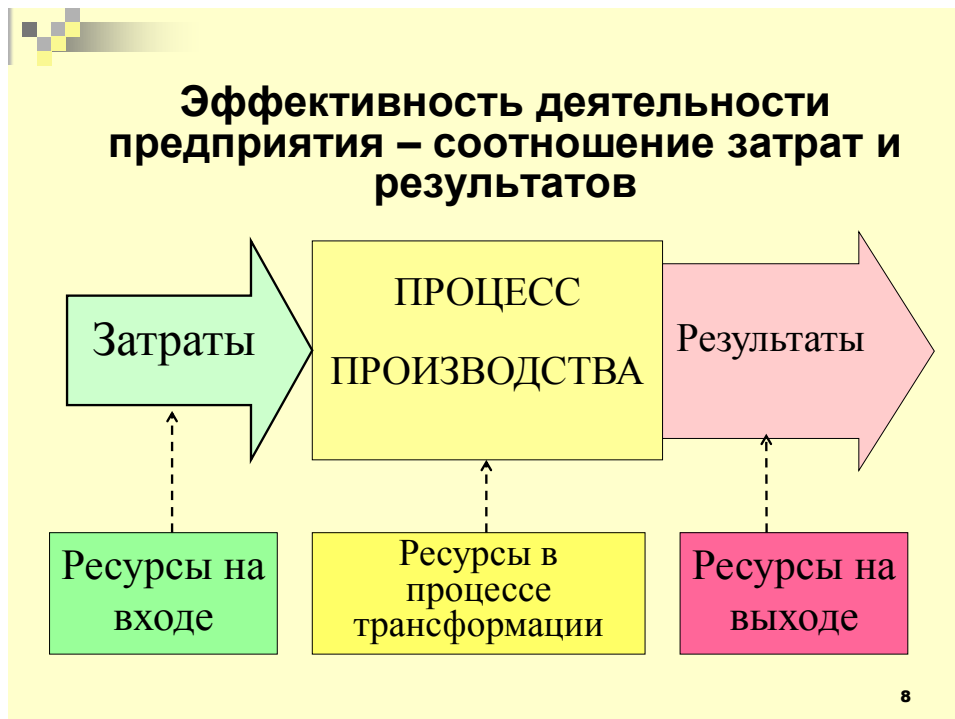 Эффективность деятельности
предприятия – соотношение затрат и
результатов
Затраты
ПРОЦЕСС
ПРОИЗВОДСТВА
Результаты
Ресурсы на
входе
Ресурсы в
процессе
трансформации
Ресурсы на
выходе
8